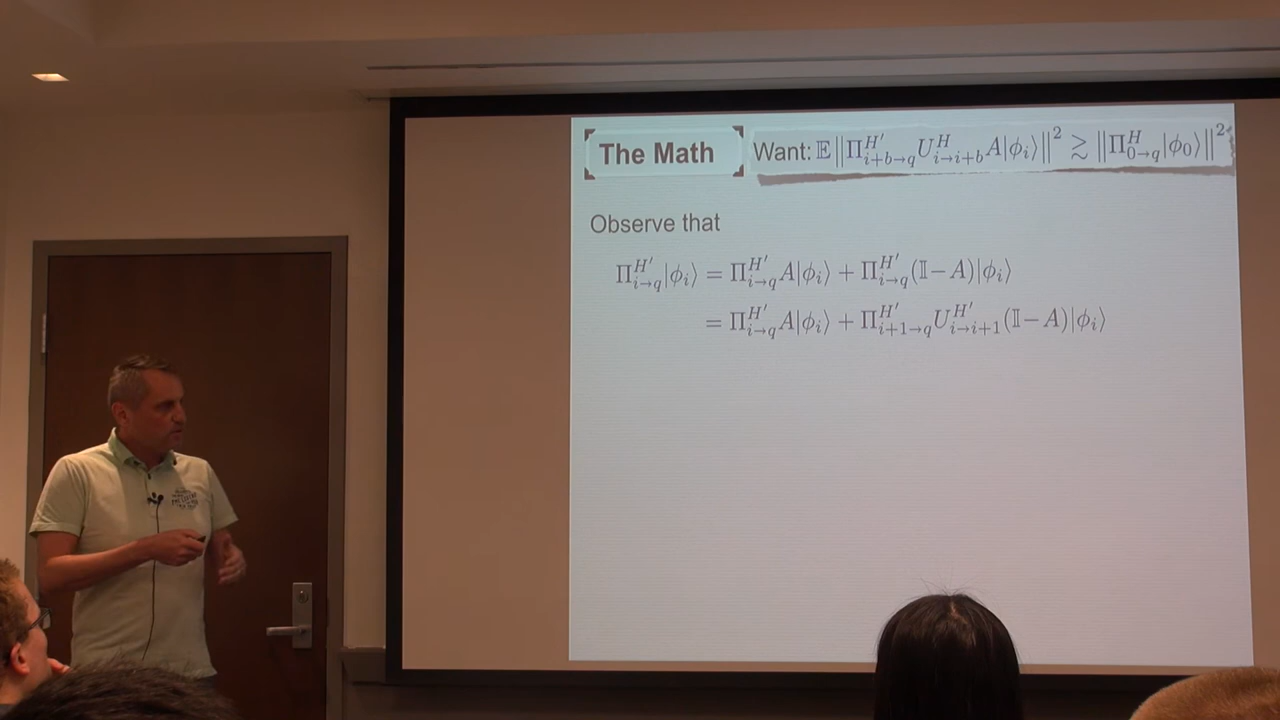 The Math
Want: 𝔼‖Π^{H'}_{i+b→q} U^H_{i→i+b} A|ϕ_i⟩‖² ≳ ‖Π^H_{0→q}|ϕ_0⟩‖²
Observe that
Π^{H'}_{i→q}|ϕ_i⟩ = Π^{H'}_{i→q} A|ϕ_i⟩ + Π^{H'}_{i→q}(𝕀−A)|ϕ_i⟩
= Π^{H'}_{i→q} A|ϕ_i⟩ + Π^{H'}_{i+1→q} U^{H'}_{i→i+1}(𝕀−A)|ϕ_i⟩